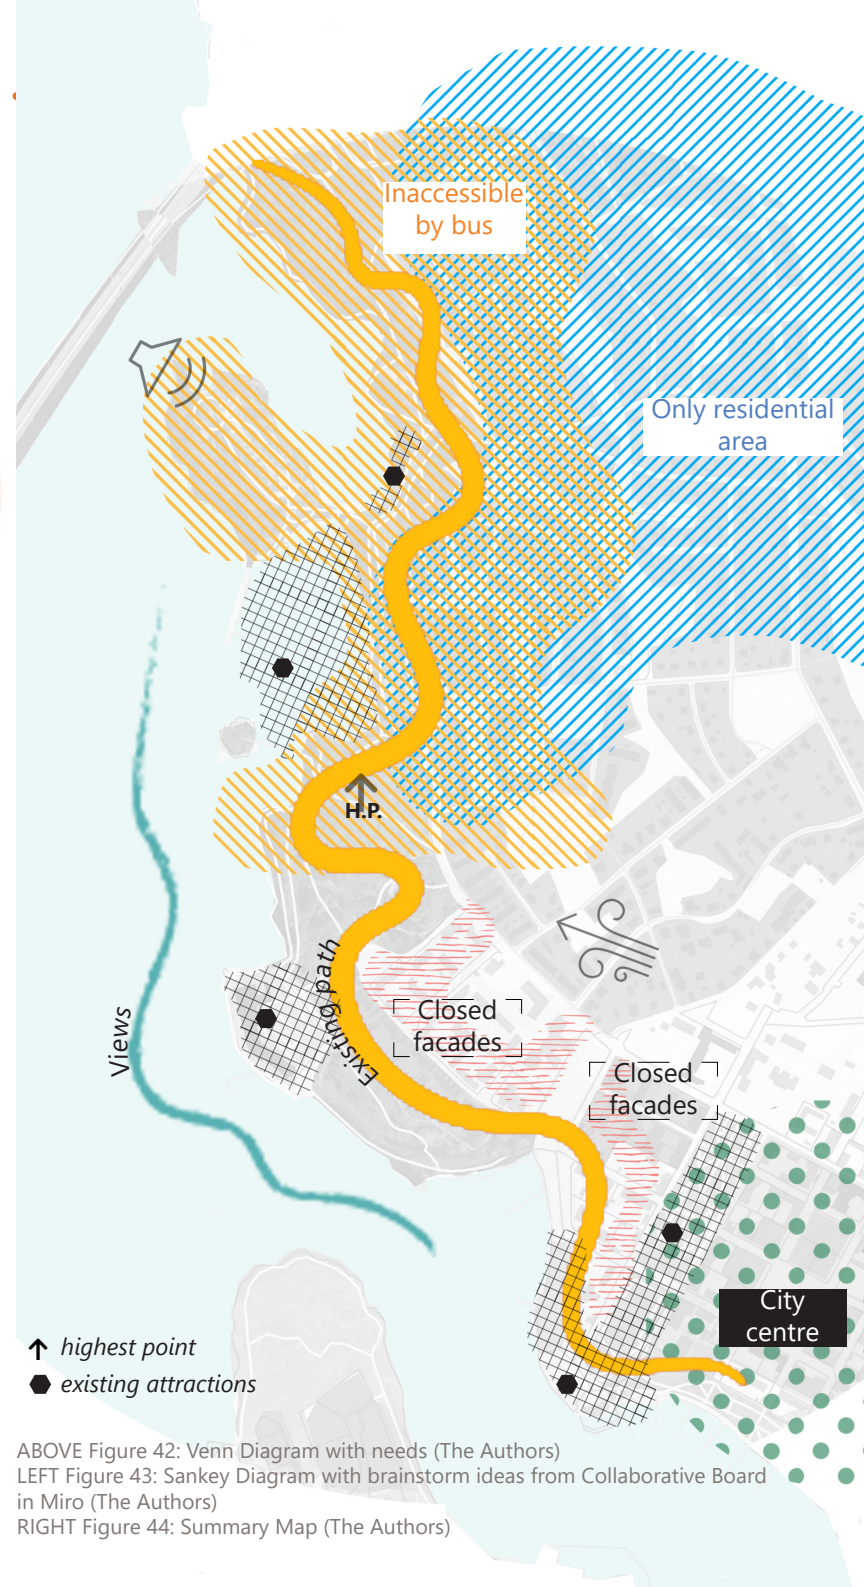 Inaccessible
by bus
Only residential
area
H.P.
Existing path
Views
Closed
facades
Closed
facades
City
centre
highest point
existing attractions
ABOVE Figure 42: Venn Diagram with needs (The Authors)
LEFT Figure 43: Sankey Diagram with brainstorm ideas from Collaborative Board
in Miro (The Authors)
RIGHT Figure 44: Summary Map (The Authors)